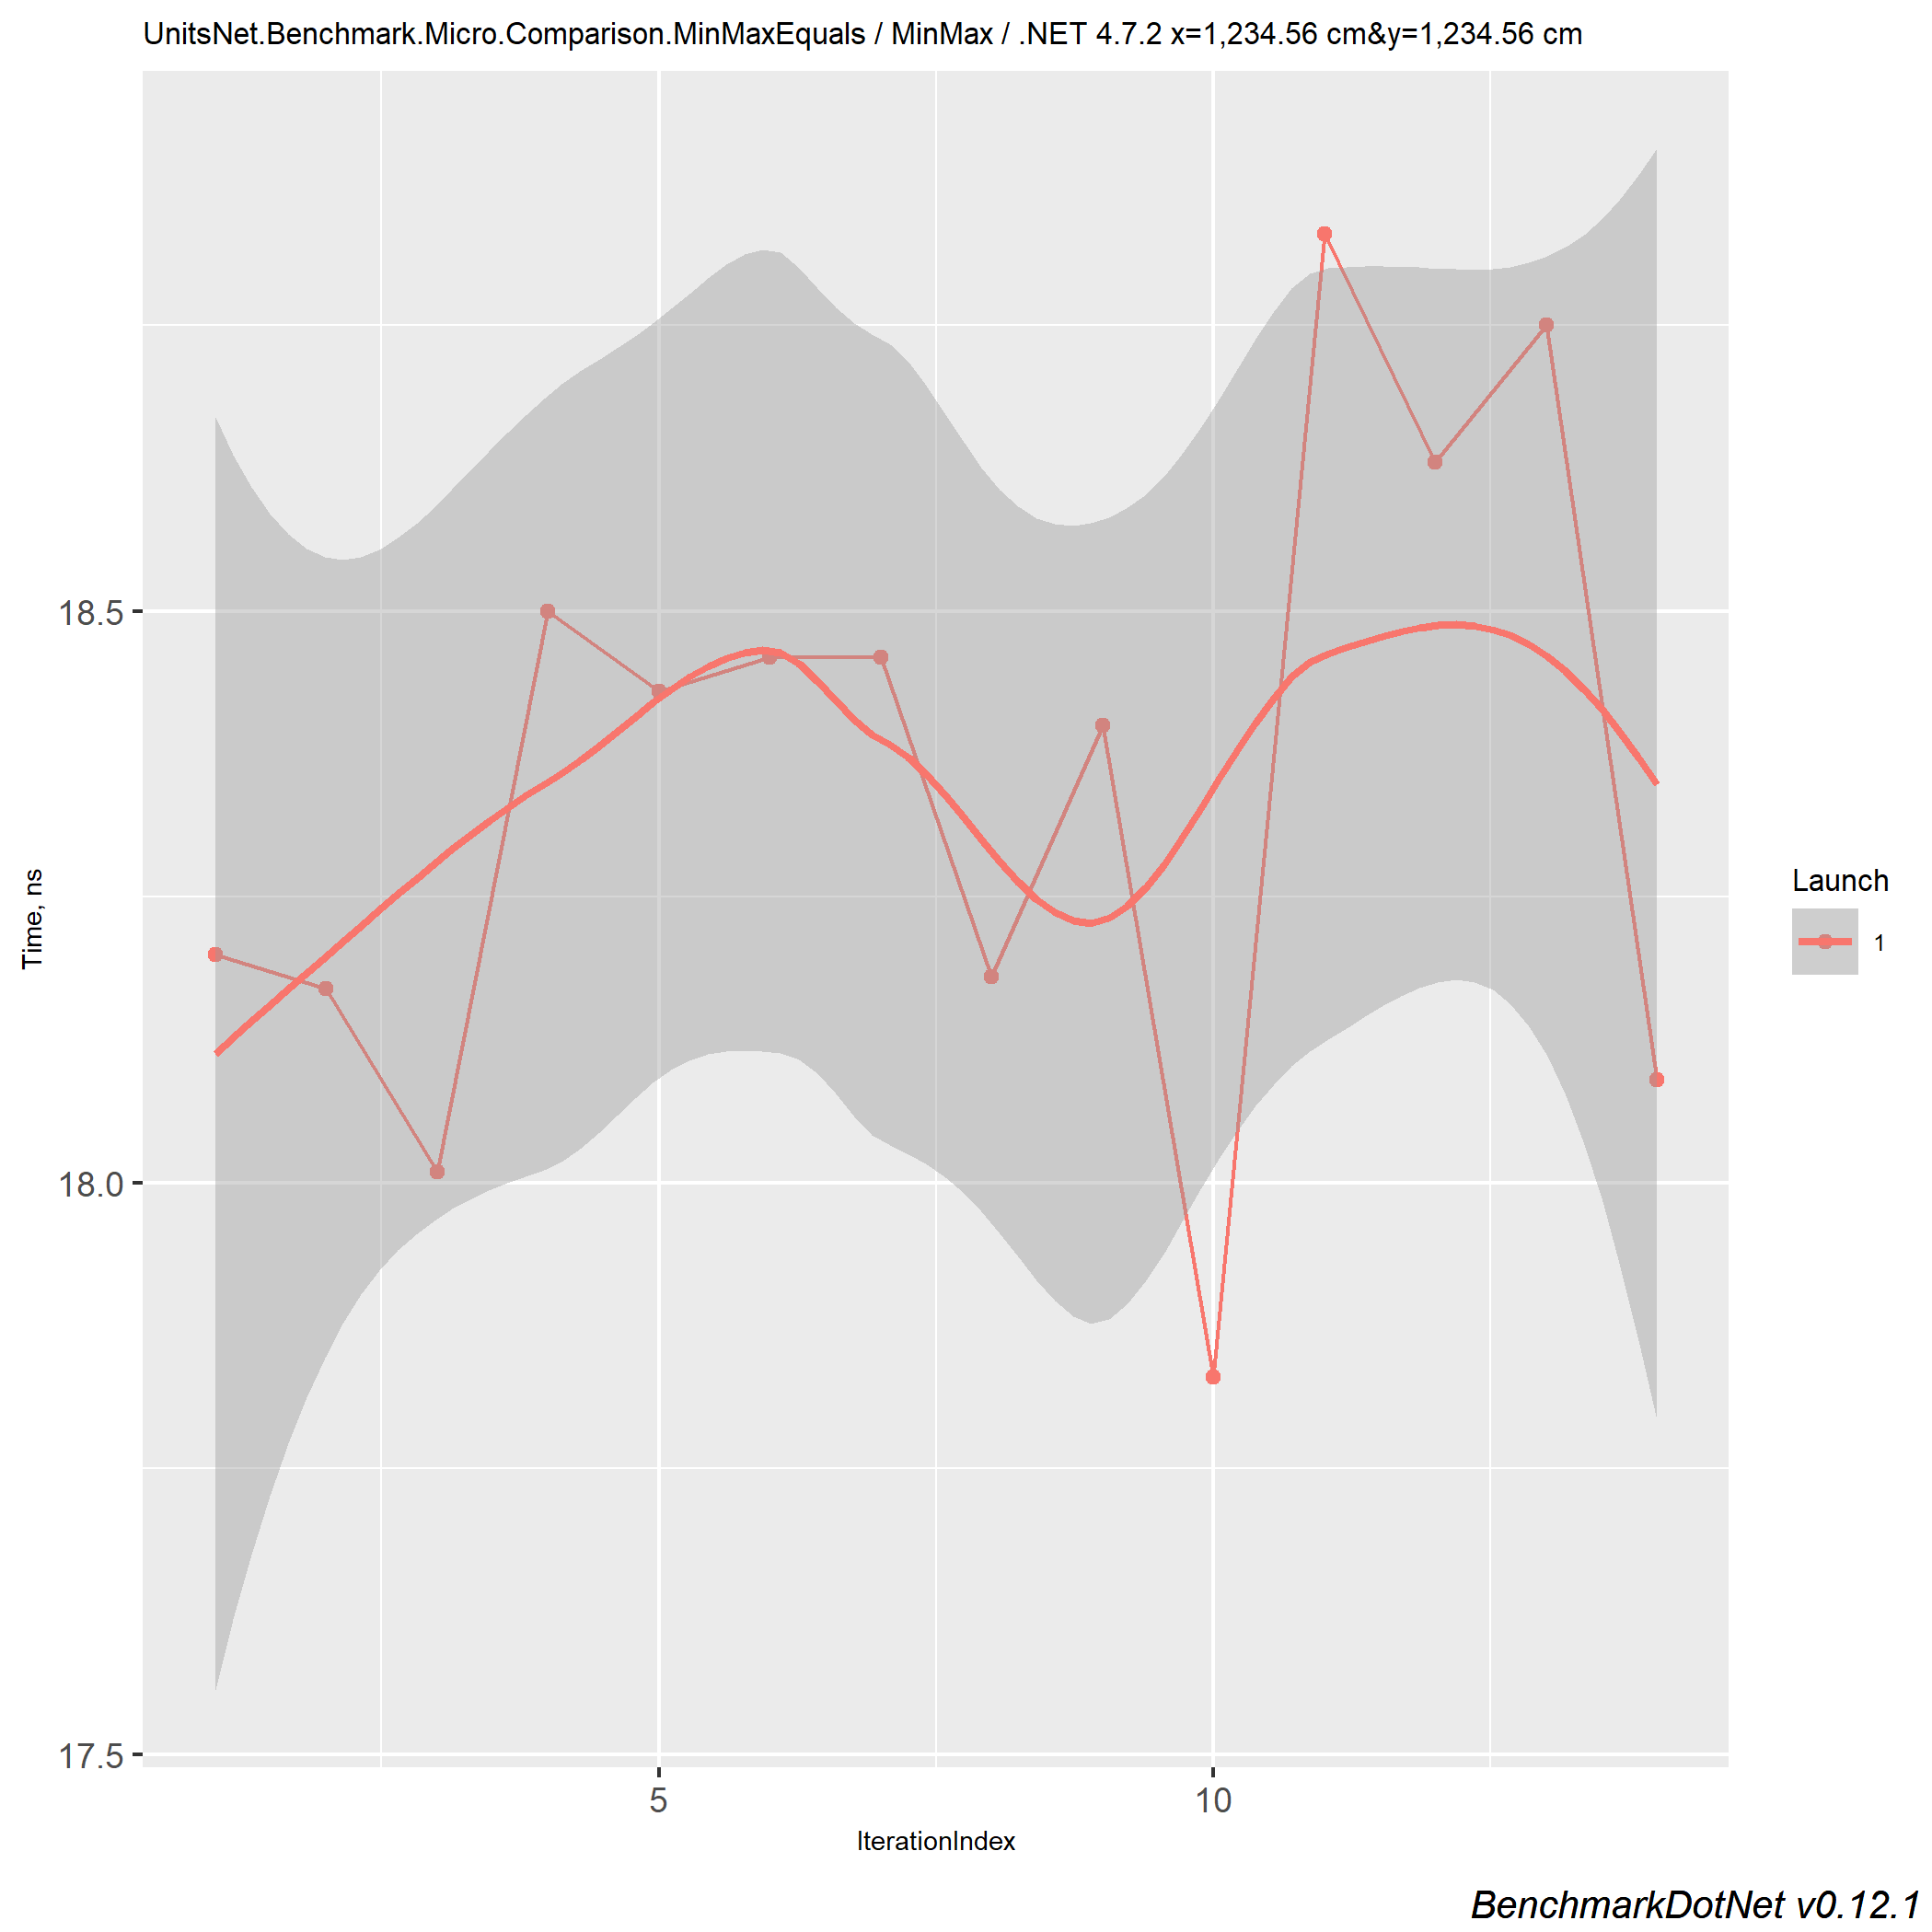 UnitsNet.Benchmark.Micro.Comparison.MinMaxEquals / MinMax / .NET 4.7.2 x=1,234.56 cm&y=1,234.56 cm
18.5
18.0
17.5
Time, ns
5
10
IterationIndex
Launch
1
BenchmarkDotNet v0.12.1